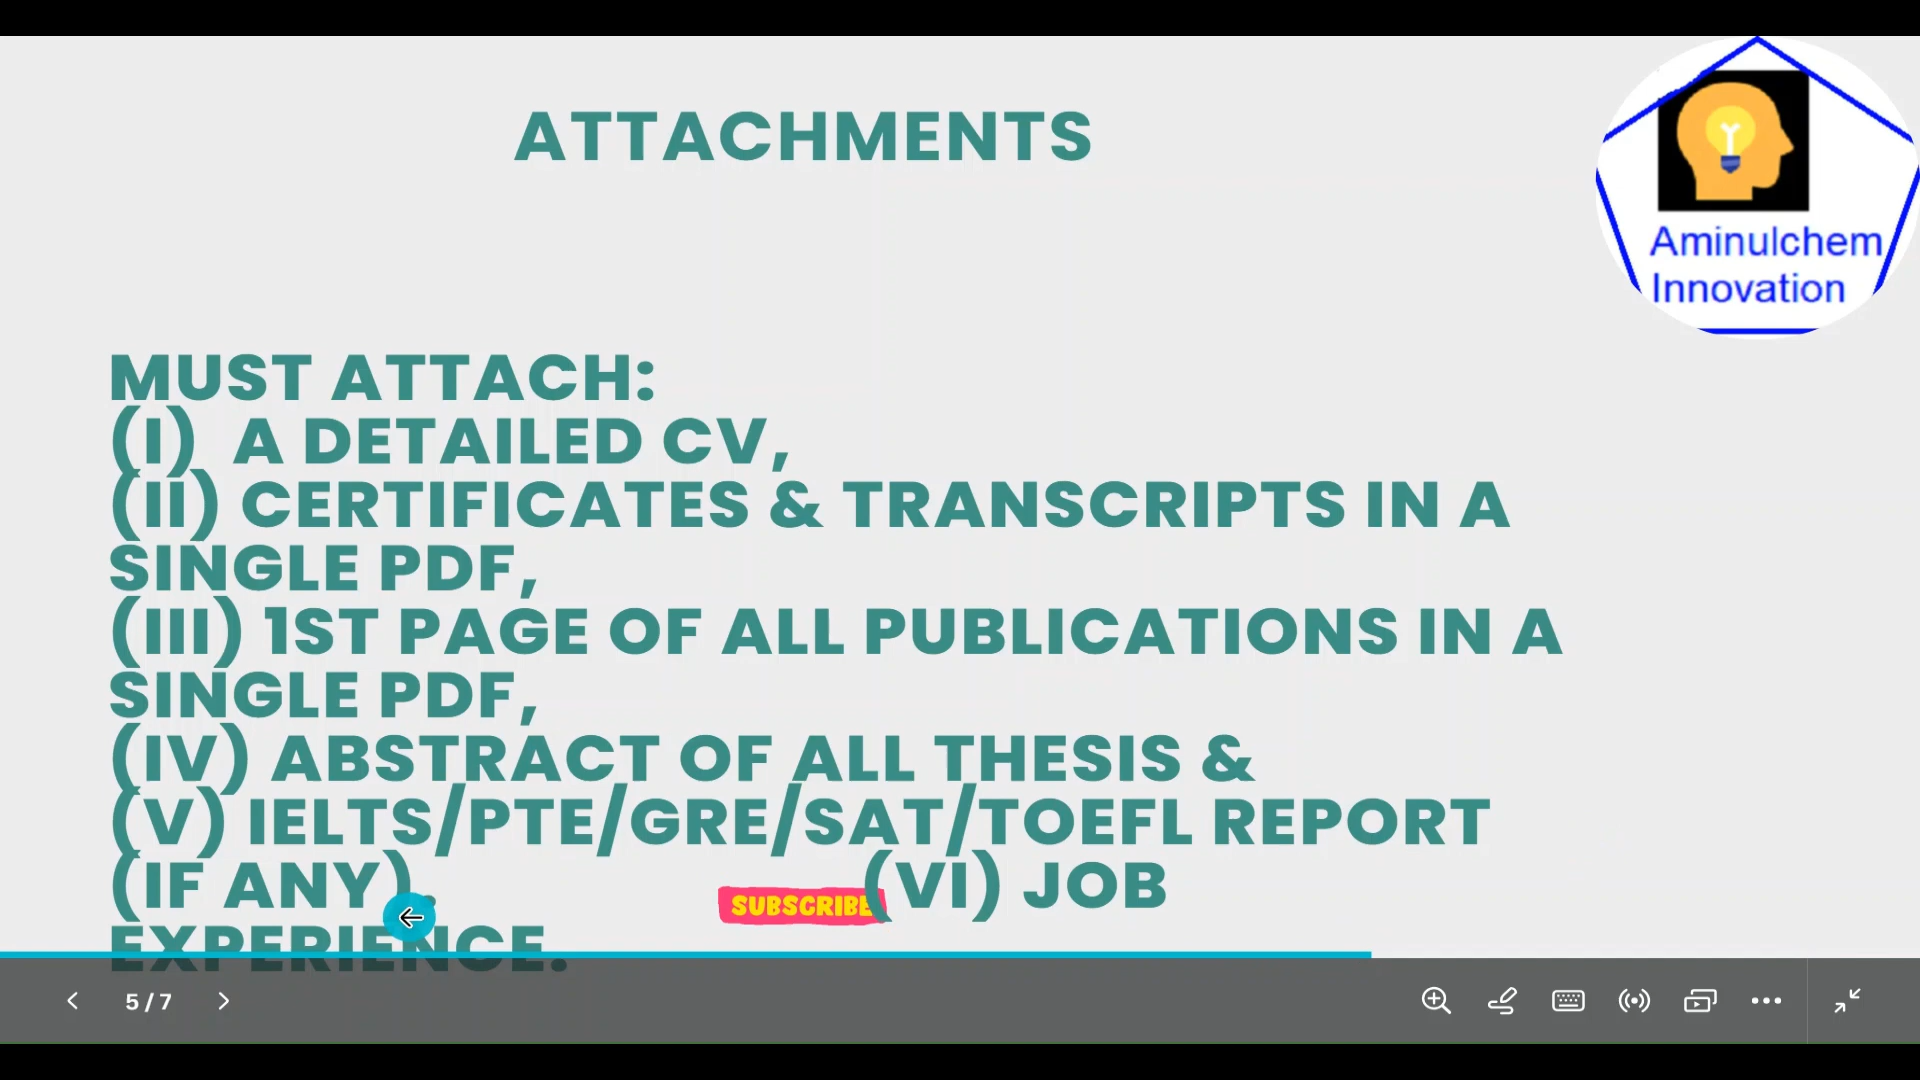 ATTACHMENTS
Aminulchem
Innovation
MUST ATTACH:
(I) A DETAILED CV,
(II) CERTIFICATES & TRANSCRIPTS IN A
SINGLE PDF,
(III) 1ST PAGE OF ALL PUBLICATIONS IN A
SINGLE PDF,
(IV) ABSTRACT OF ALL THESIS &
(V) IELTS/PTE/GRE/SAT/TOEFL REPORT
(IF ANY). (VI) JOB
SUBSCRIBE
EXPERIENCE.
5 / 7